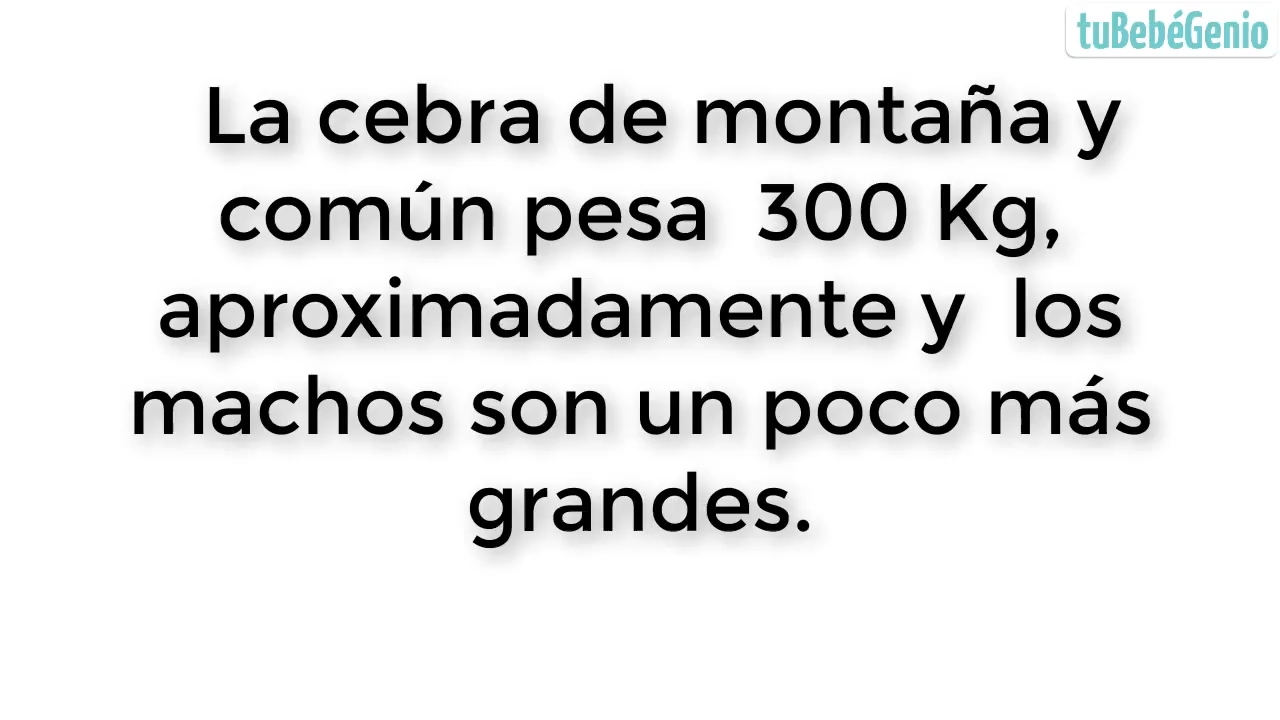 tuBebéGenio
La cebra de montaña y
común pesa  300 Kg,
aproximadamente y  los
machos son un poco más
grandes.